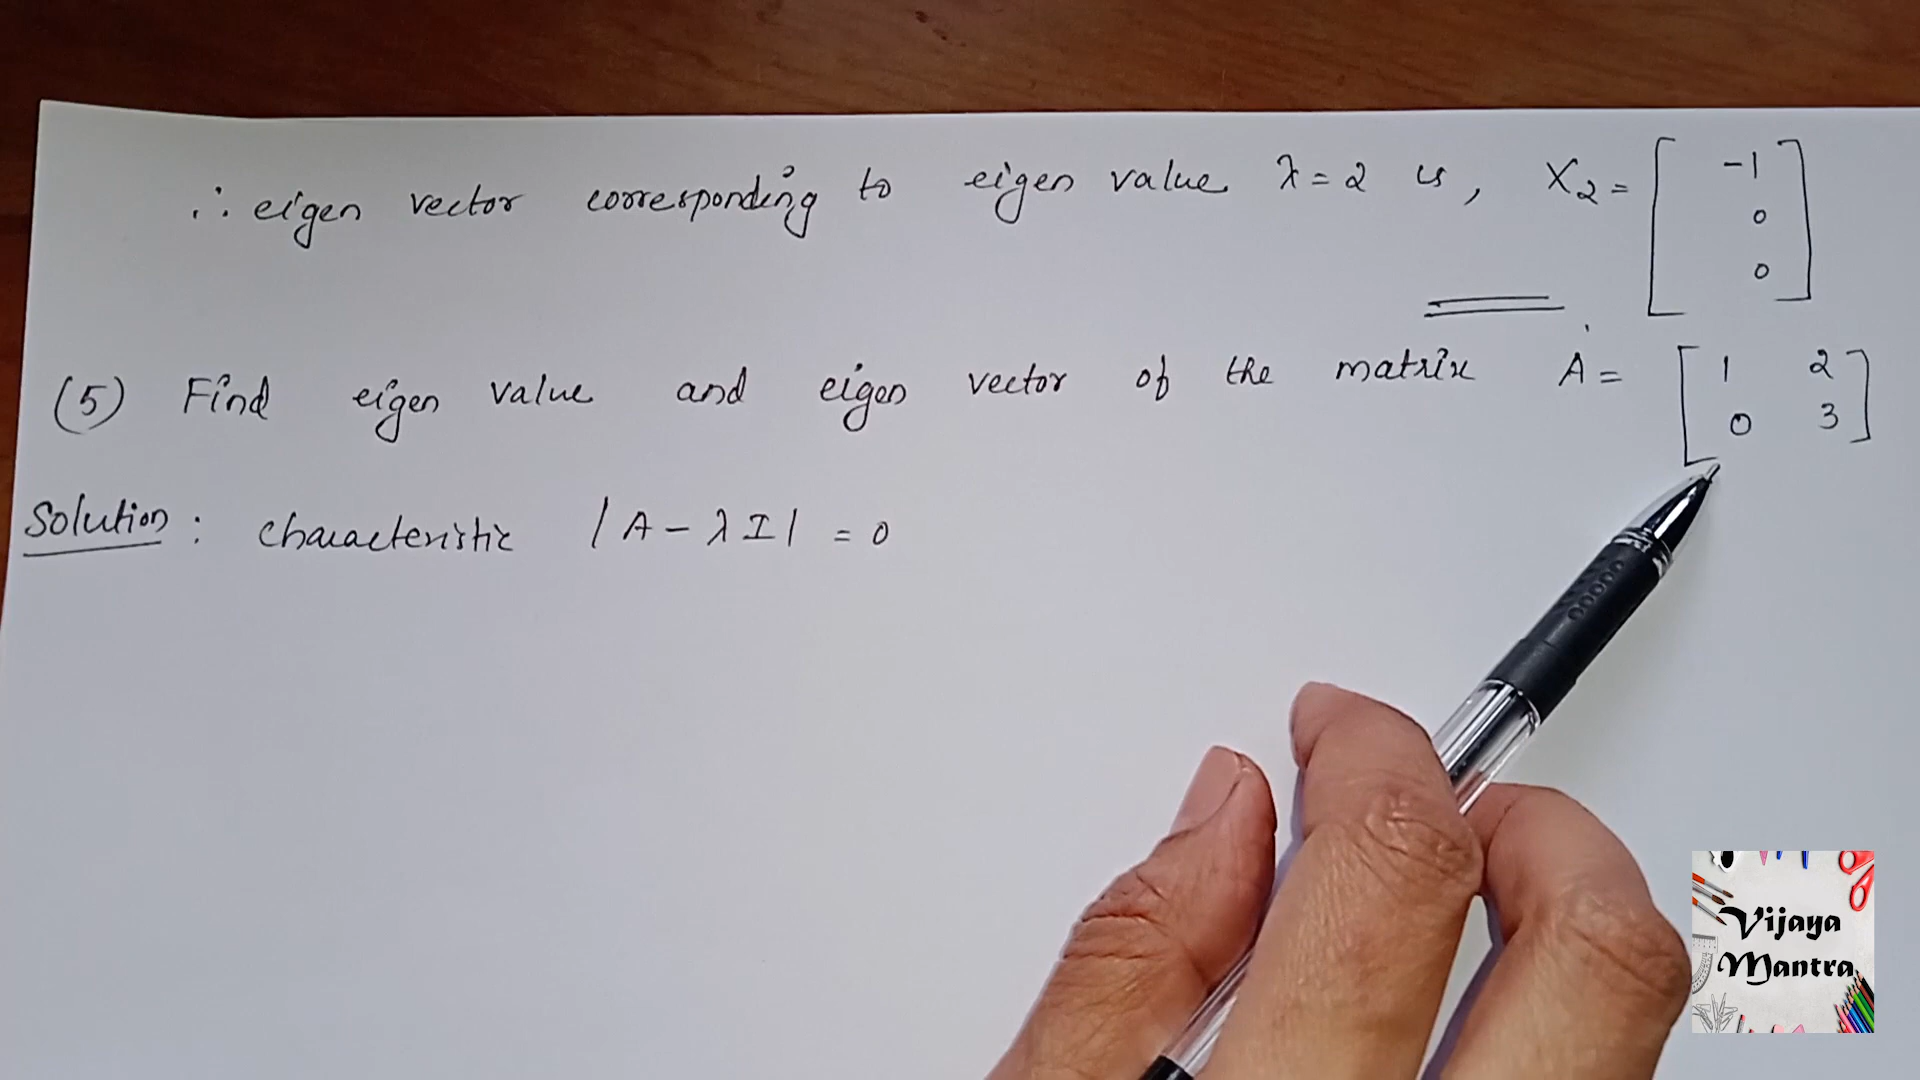 ∴ eigen vector corresponding to eigen value λ=2 is, X₂ = [ -1
0
0 ]
(5) Find eigen value and eigen vector of the matrix A = [ 1 2
0 3 ]
Solution : characteristic |A - λI| = 0
Vijaya
Mantra